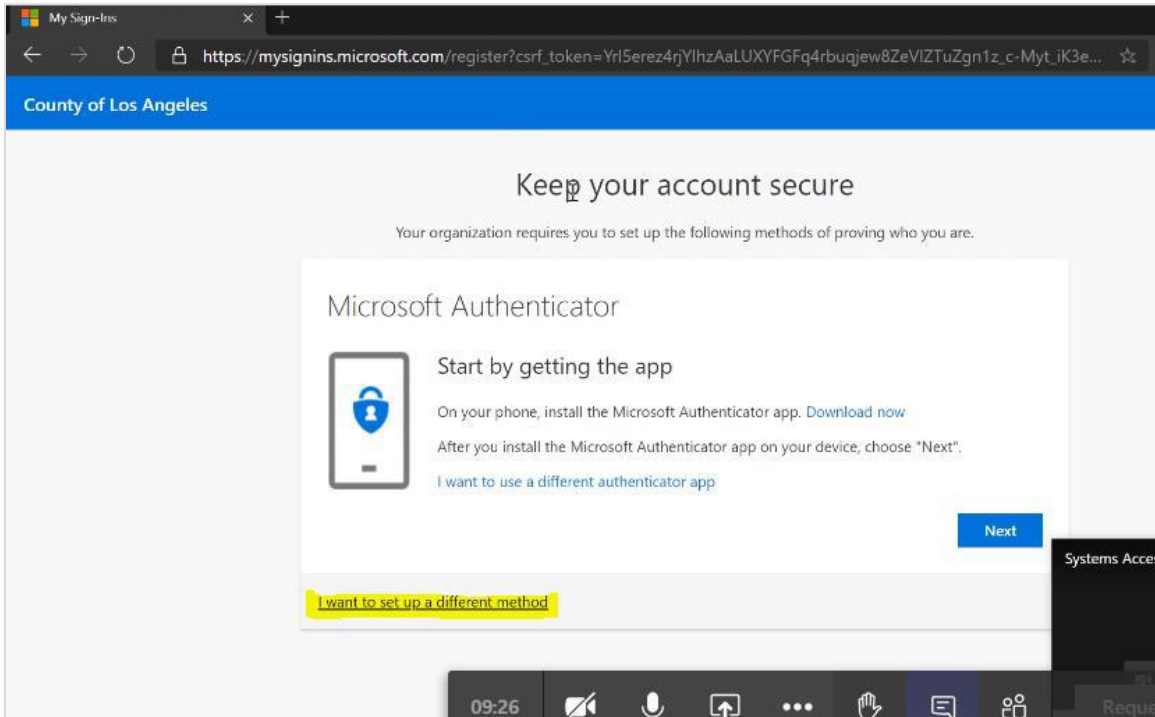 My Sign-Ins
https://mysignins.microsoft.com/register?csrf_token=YrI5erez4rjYIhzAaLUXYFGFq4rbuqjew8ZeVIZTuZgn1z_c-Myt_iK3e...
County of Los Angeles
Keep your account secure
Your organization requires you to set up the following methods of proving who you are.
Microsoft Authenticator
Start by getting the app
On your phone, install the Microsoft Authenticator app. Download now
After you install the Microsoft Authenticator app on your device, choose "Next".
I want to use a different authenticator app
Next
Systems Acces
I want to set up a different method
09:26
Reque